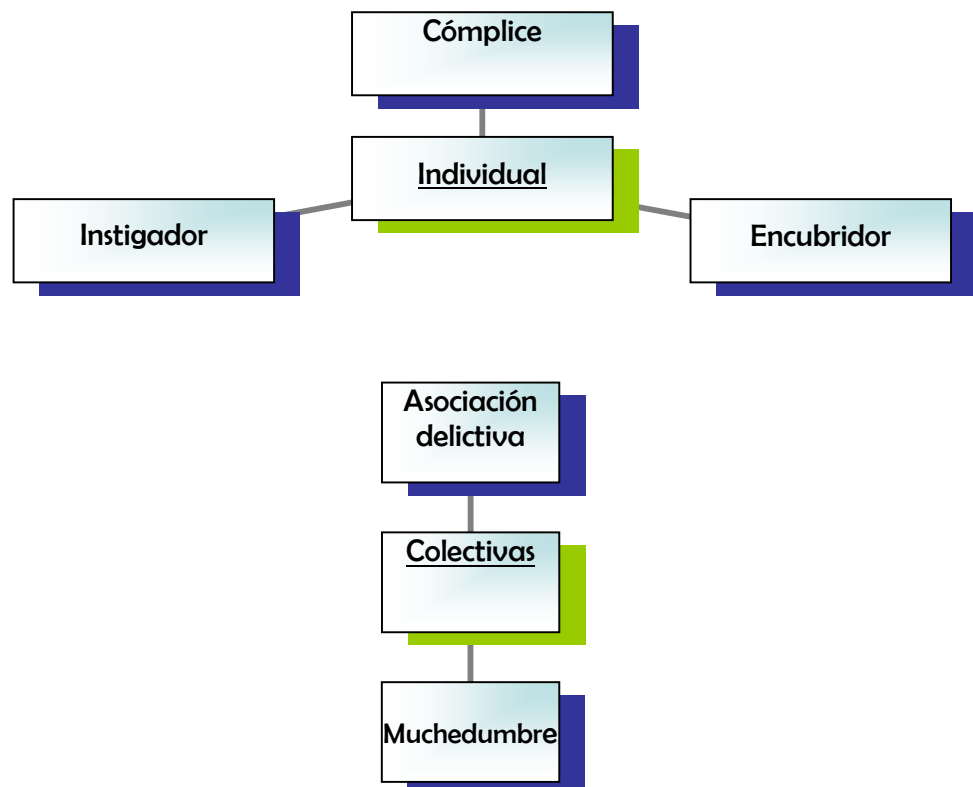 Cómplice
Individual
Instigador
Encubridor
Asociación
delictiva
Colectivas
Muchedumbre